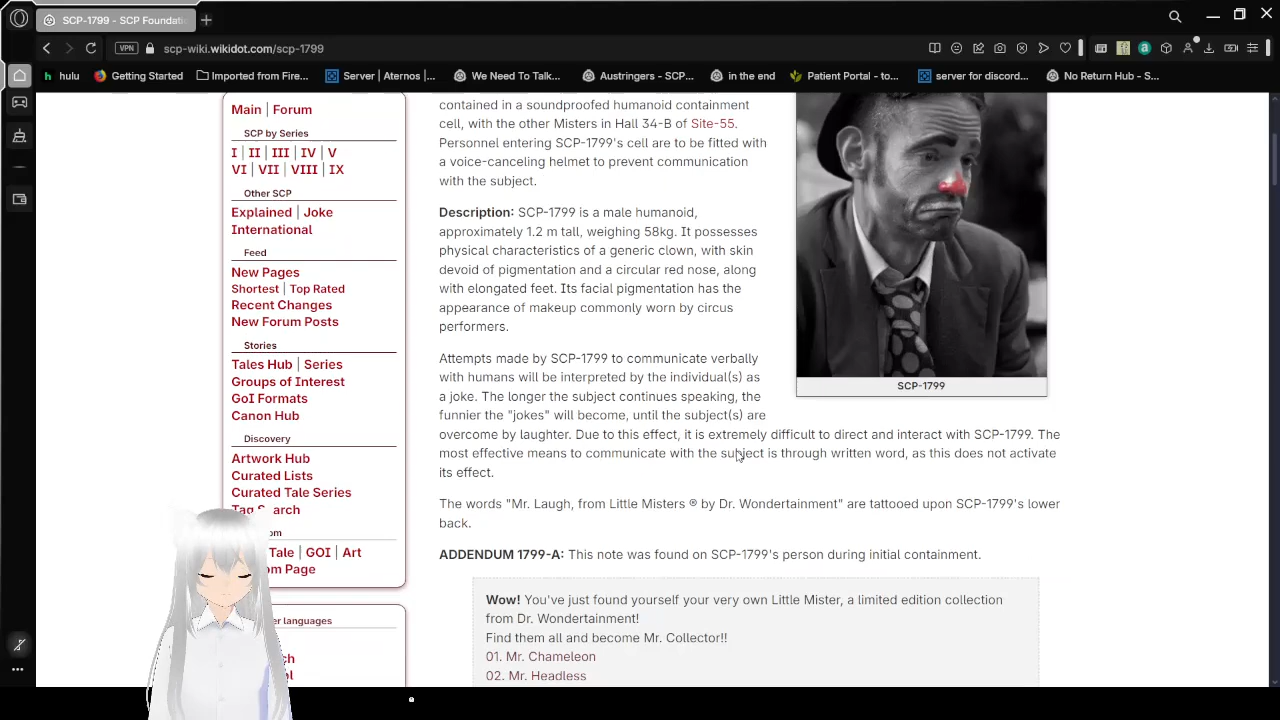 SCP-1799 - SCP Foundati
VPN
scp-wiki.wikidot.com/scp-1799
hulu
Getting Started
Imported from Fire...
Server | Aternos |...
We Need To Talk...
Austringers - SCP...
in the end
Patient Portal - to...
server for discord...
No Return Hub - S...
Main | Forum
SCP by Series
I | II | III | IV | V
VI | VII | VIII | IX
Other SCP
Explained | Joke
International
Feed
New Pages
Shortest | Top Rated
Recent Changes
New Forum Posts
Stories
Tales Hub | Series
Groups of Interest
GoI Formats
Canon Hub
Discovery
Artwork Hub
Curated Lists
Curated Tale Series
Tale | GOI | Art
Page
languages
contained in a soundproofed humanoid containment
cell, with the other Misters in Hall 34-B of Site-55.
Personnel entering SCP-1799's cell are to be fitted with
a voice-canceling helmet to prevent communication
with the subject.
Description: SCP-1799 is a male humanoid,
approximately 1.2 m tall, weighing 58kg. It possesses
physical characteristics of a generic clown, with skin
devoid of pigmentation and a circular red nose, along
with elongated feet. Its facial pigmentation has the
appearance of makeup commonly worn by circus
performers.
SCP-1799
Attempts made by SCP-1799 to communicate verbally
with humans will be interpreted by the individual(s) as
a joke. The longer the subject continues speaking, the
funnier the "jokes" will become, until the subject(s) are
overcome by laughter. Due to this effect, it is extremely difficult to direct and interact with SCP-1799. The
most effective means to communicate with the subject is through written word, as this does not activate
its effect.
The words "Mr. Laugh, from Little Misters ® by Dr. Wondertainment" are tattooed upon SCP-1799's lower
back.
ADDENDUM 1799-A: This note was found on SCP-1799's person during initial containment.
Wow! You've just found yourself your very own Little Mister, a limited edition collection
from Dr. Wondertainment!
Find them all and become Mr. Collector!!
01. Mr. Chameleon
02. Mr. Headless